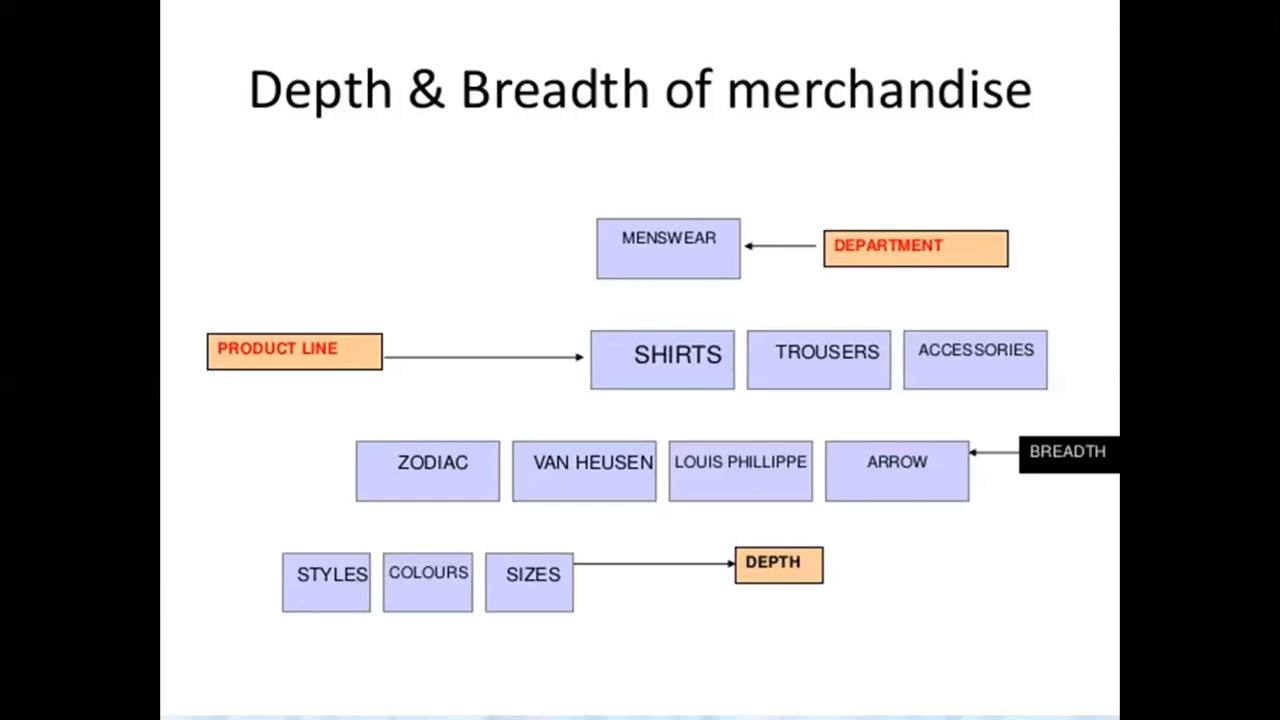 Depth & Breadth of merchandise
MENSWEAR
DEPARTMENT
PRODUCT LINE
SHIRTS
TROUSERS
ACCESSORIES
ZODIAC
VAN HEUSEN
LOUIS PHILLIPPE
ARROW
BREADTH
STYLES
COLOURS
SIZES
DEPTH